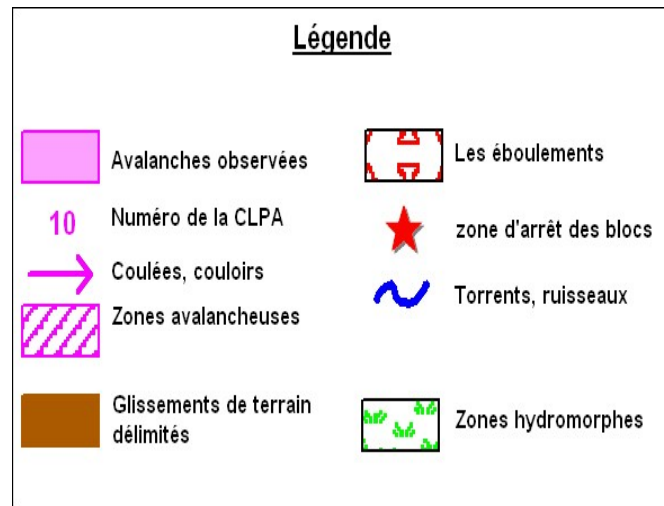 Légende
Avalanches observées
10
Numéro de la CLPA
Coulées, couloirs
Zones avalancheuses
Glissements de terrain
délimités
Les éboulements
zone d'arrêt des blocs
Torrents, ruisseaux
Zones hydromorphes